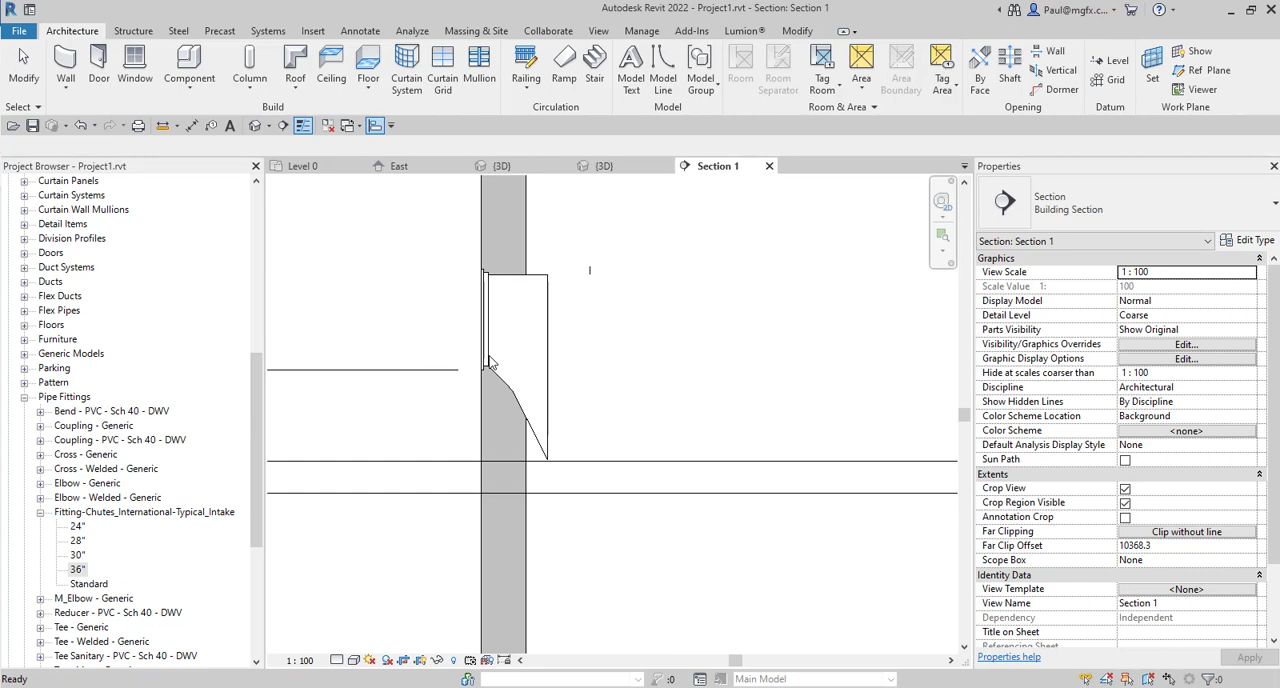 Autodesk Revit 2022 - Project1.rvt - Section: Section 1
Paul@mgfx.c...
File Architecture Structure Steel Precast Systems Insert Annotate Analyze Massing & Site Collaborate View Manage Add-Ins Lumion® Modify
Modify Wall Door Window Component Column Roof Ceiling Floor Curtain System Curtain Grid Mullion Railing Ramp Stair Model Text Model Line Model Group Room Room Separator Tag Room Area Area Boundary Tag Area By Face Shaft Wall Vertical Dormer Level Grid Set Show Ref Plane Viewer
Select Build Circulation Model Room & Area Opening Datum Work Plane
Project Browser - Project1.rvt
Level 0 East {3D} {3D} Section 1
Curtain Panels
Curtain Systems
Curtain Wall Mullions
Detail Items
Division Profiles
Doors
Duct Systems
Ducts
Flex Ducts
Flex Pipes
Floors
Furniture
Generic Models
Parking
Pattern
Pipe Fittings
Bend - PVC - Sch 40 - DWV
Coupling - Generic
Coupling - PVC - Sch 40 - DWV
Cross - Generic
Cross - Welded - Generic
Elbow - Generic
Elbow - Welded - Generic
Fitting-Chutes_International-Typical_Intake
24"
28"
30"
36"
Standard
M_Elbow - Generic
Reducer - PVC - Sch 40 - DWV
Tee - Generic
Tee - Welded - Generic
Tee Sanitary - PVC - Sch 40 - DWV
2D
Properties
Section
Building Section
Section: Section 1 Edit Type
Graphics
View Scale 1 : 100
Scale Value 1: 100
Display Model Normal
Detail Level Coarse
Parts Visibility Show Original
Visibility/Graphics Overrides Edit...
Graphic Display Options Edit...
Hide at scales coarser than 1 : 100
Discipline Architectural
Show Hidden Lines By Discipline
Color Scheme Location Background
Color Scheme <none>
Default Analysis Display Style None
Sun Path
Extents
Crop View
Crop Region Visible
Annotation Crop
Far Clipping Clip without line
Far Clip Offset 10368.3
Scope Box None
Identity Data
View Template <None>
View Name Section 1
Dependency Independent
Title on Sheet
Referencing Sheet
Properties help Apply
1 : 100
Ready :0 Main Model :0